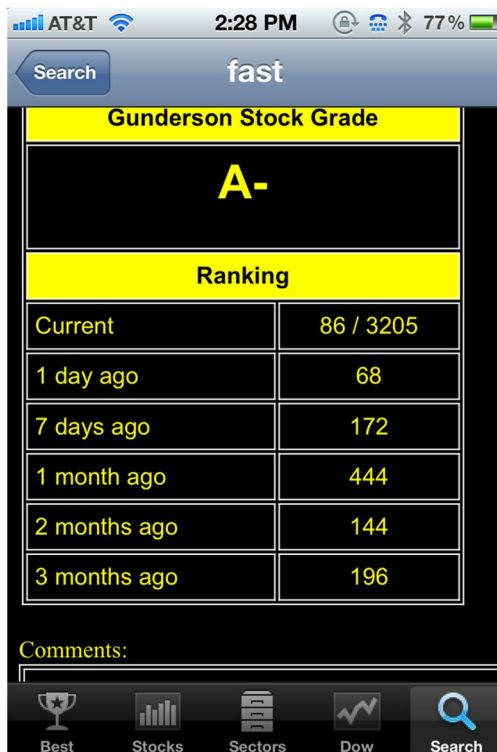 AT&T 2:28 PM 77%
Search fast
Gunderson Stock Grade
A-
Ranking
Current 86 / 3205
1 day ago 68
7 days ago 172
1 month ago 444
2 months ago 144
3 months ago 196
Comments:
Best Stocks Sectors Dow Search